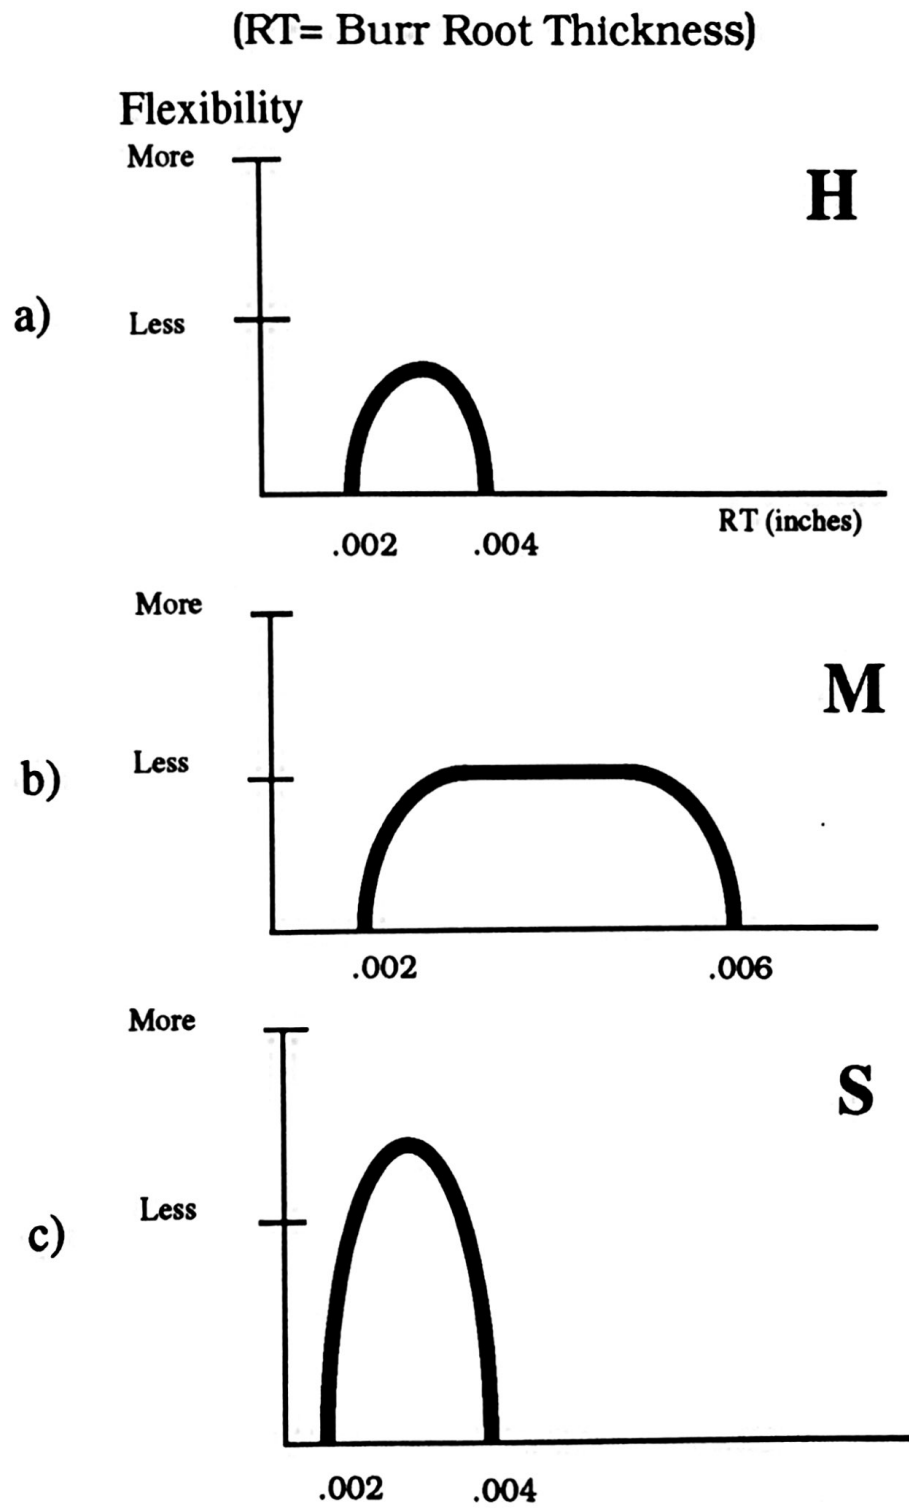 (RT= Burr Root Thickness)
Flexibility
More
H
a)
Less
RT (inches)
.002 .004
More
M
b)
Less
.002 .006
More
S
Less
c)
.002 .004